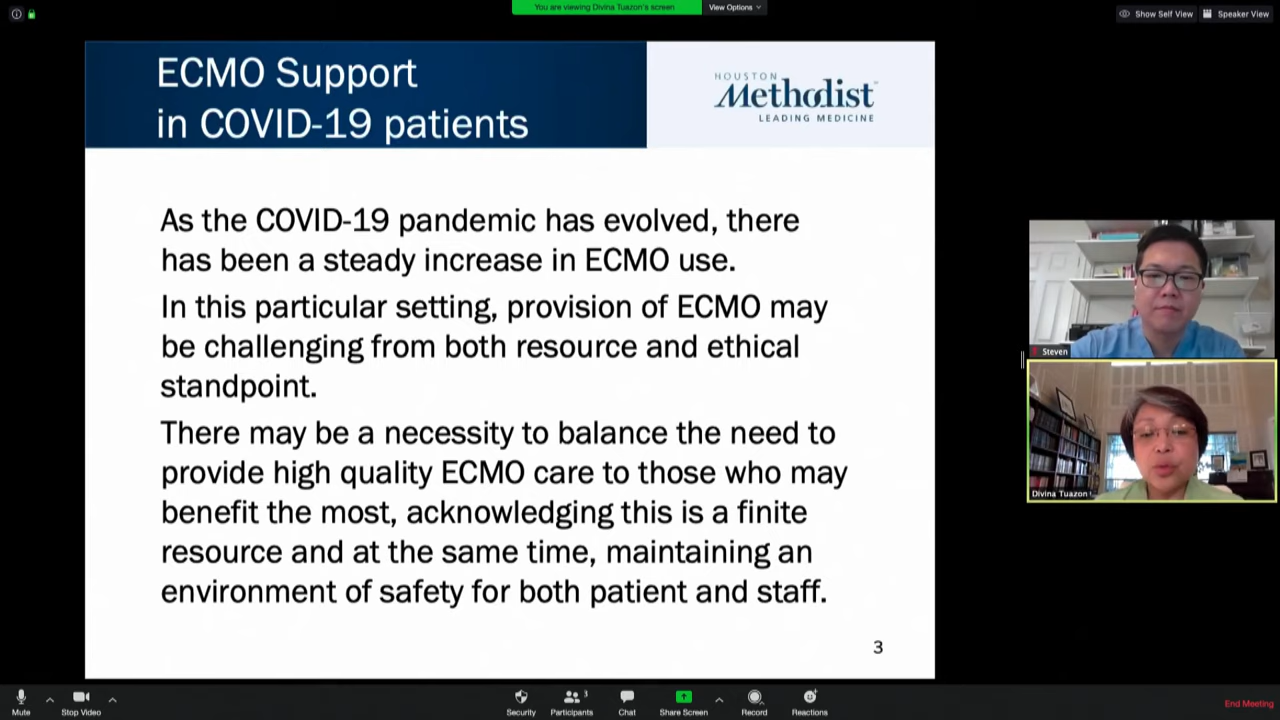 You are viewing Divina Tuazon's screen
View Options
Show Self View
Speaker View
ECMO Support
in COVID-19 patients
HOUSTON
Methodist
LEADING MEDICINE
As the COVID-19 pandemic has evolved, there
has been a steady increase in ECMO use.
In this particular setting, provision of ECMO may
be challenging from both resource and ethical
standpoint.
There may be a necessity to balance the need to
provide high quality ECMO care to those who may
benefit the most, acknowledging this is a finite
resource and at the same time, maintaining an
environment of safety for both patient and staff.
3
Steven
Divina Tuazon
Mute
Stop Video
Security
Participants
3
Chat
Share Screen
Record
Reactions
End Meeting